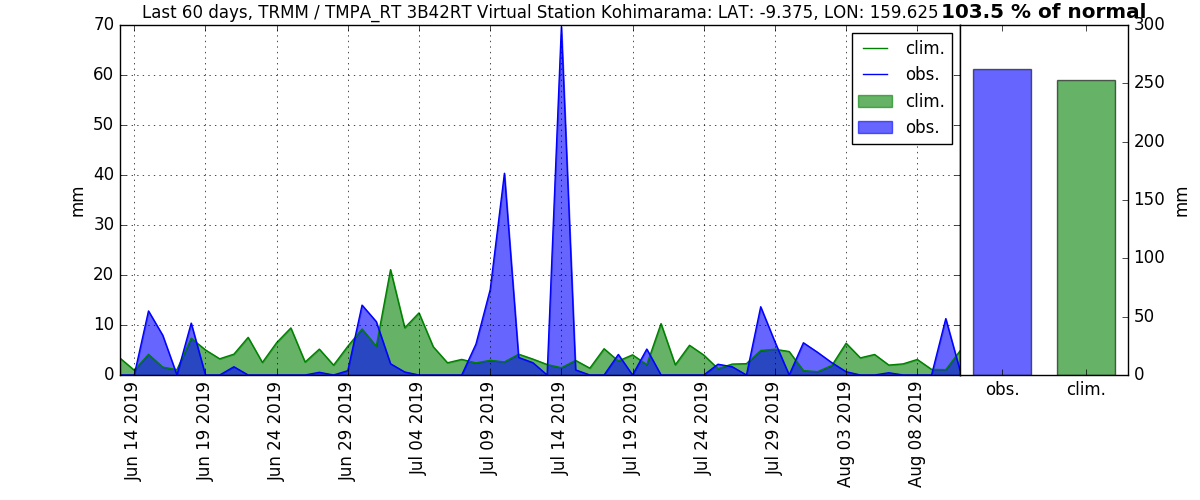 Last 60 days, TRMM / TMPA_RT 3B42RT Virtual Station Kohimarama: LAT: -9.375, LON: 159.625
103.5 % of normal
70
60
50
40
30
20
10
0
mm
clim.
obs.
clim.
obs.
300
250
200
150
100
50
0
mm
Jun 14 2019
Jun 19 2019
Jun 24 2019
Jun 29 2019
Jul 04 2019
Jul 09 2019
Jul 14 2019
Jul 19 2019
Jul 24 2019
Jul 29 2019
Aug 03 2019
Aug 08 2019
obs.
clim.